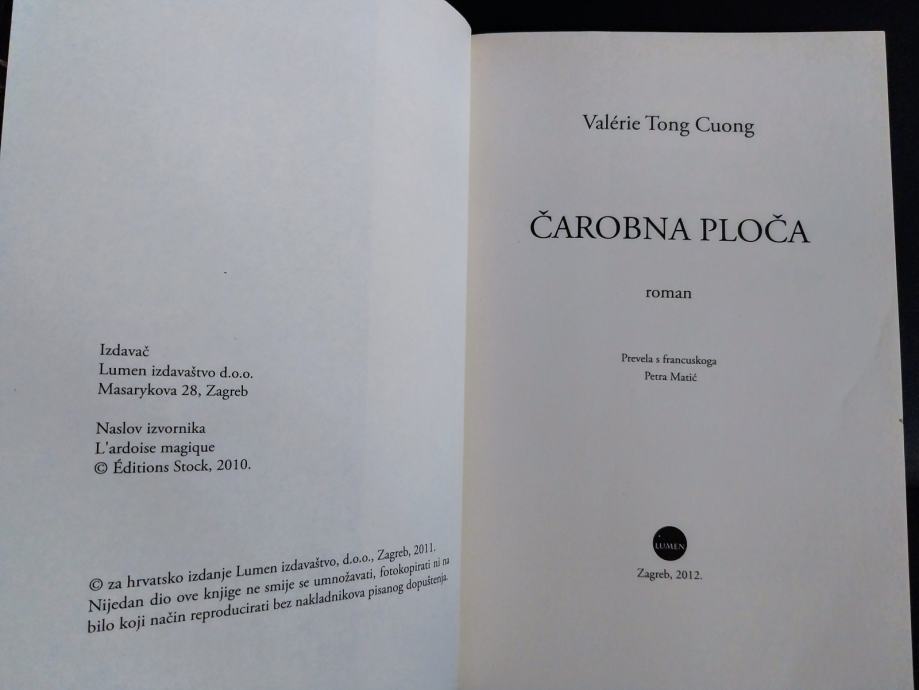 Izdavač
Lumen izdavaštvo d.o.o.
Masarykova 28, Zagreb
Naslov izvornika
L'ardoise magique
© Éditions Stock, 2010.
© za hrvatsko izdanje Lumen izdavaštvo, d.o.o., Zagreb, 2011.
Nijedan dio ove knjige ne smije se umnožavati, fotokopirati ni na
bilo koji način reproducirati bez nakladnikova pisanog dopuštenja.
Valérie Tong Cuong
ČAROBNA PLOČA
roman
Prevela s francuskoga
Petra Matić
LUMEN
Zagreb, 2012.